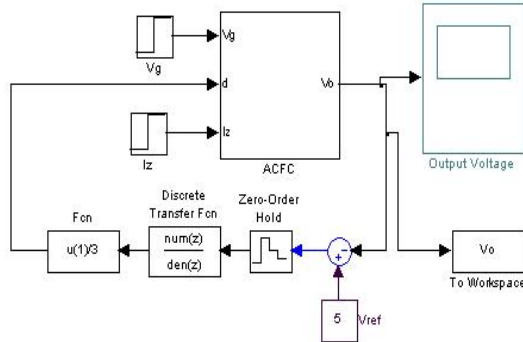 Vg
Vg
d
Vo
Iz
Iz
ACFC
Output Voltage
Fcn
Discrete
Transfer Fcn
Zero-Order
Hold
u(1)/3
num(z)
den(z)
-
+
Vo
To Workspace
5
Vref